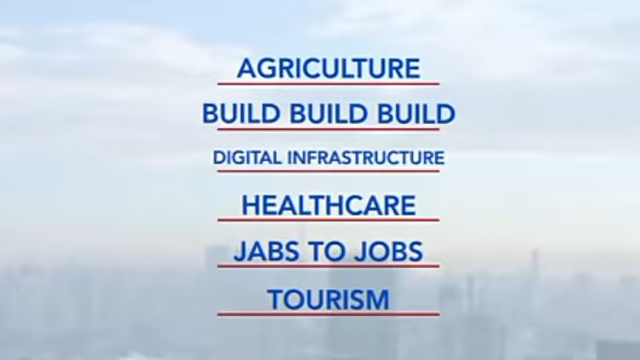 AGRICULTURE
BUILD BUILD BUILD
DIGITAL INFRASTRUCTURE
HEALTHCARE
JABS TO JOBS
TOURISM